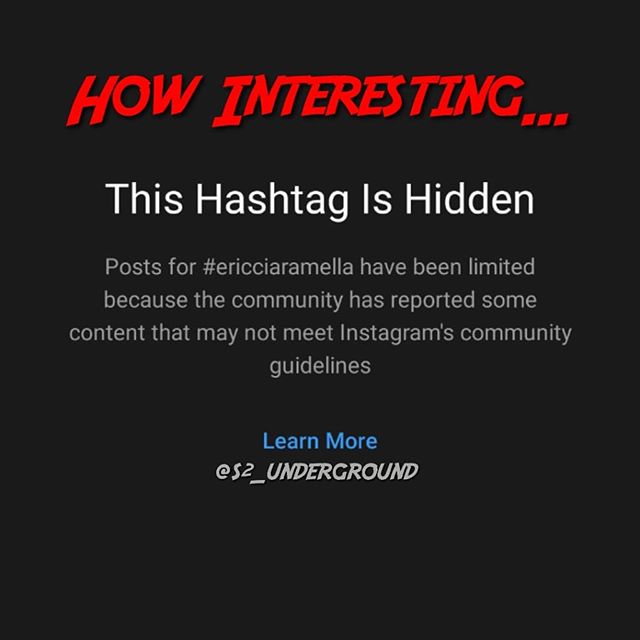 How Interesting...
This Hashtag Is Hidden
Posts for #ericciaramella have been limited
because the community has reported some
content that may not meet Instagram's community
guidelines
Learn More
@S2_UNDERGROUND